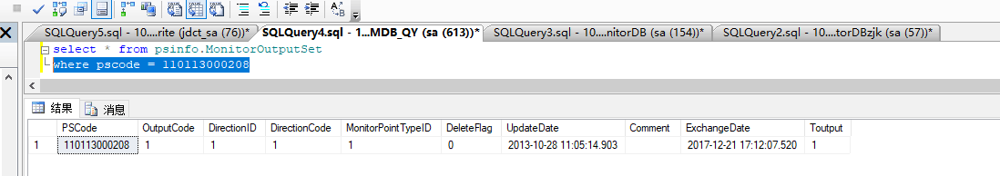 SQLQuery5.sql - 10....rite (jdct_sa (76))* SQLQuery4.sql - 1...MDB_QY (sa (613))* SQLQuery3.sql - 10....nitorDB (sa (154))* SQLQuery2.sql - 10....torDBzjk (sa (57))*
select * from psinfo.MonitorOutputSet
where pscode = 110113000208
结果 消息
PSCode OutputCode DirectionID DirectionCode MonitorPointTypeID DeleteFlag UpdateDate Comment ExchangeDate Toutput
1 110113000208 1 1 1 1 0 2013-10-28 11:05:14.903 2017-12-21 17:12:07.520 1